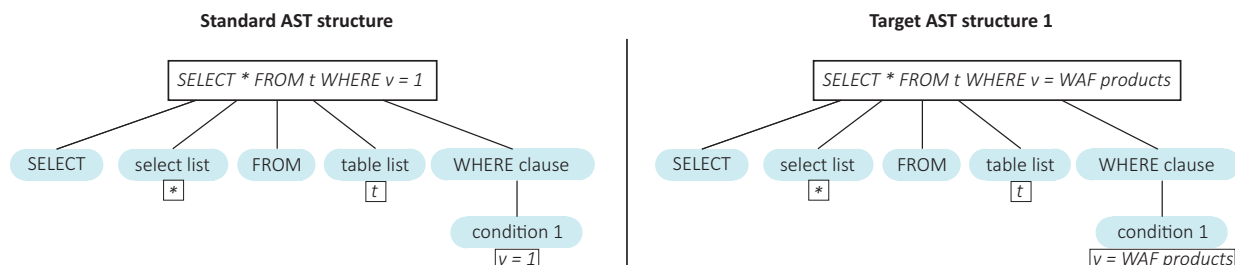 Standard AST structure
SELECT * FROM t WHERE v = 1
SELECT
select list
FROM
table list
WHERE clause
*
t
condition 1
v = 1
Target AST structure 1
SELECT * FROM t WHERE v = WAF products
SELECT
select list
FROM
table list
WHERE clause
*
t
condition 1
v = WAF products